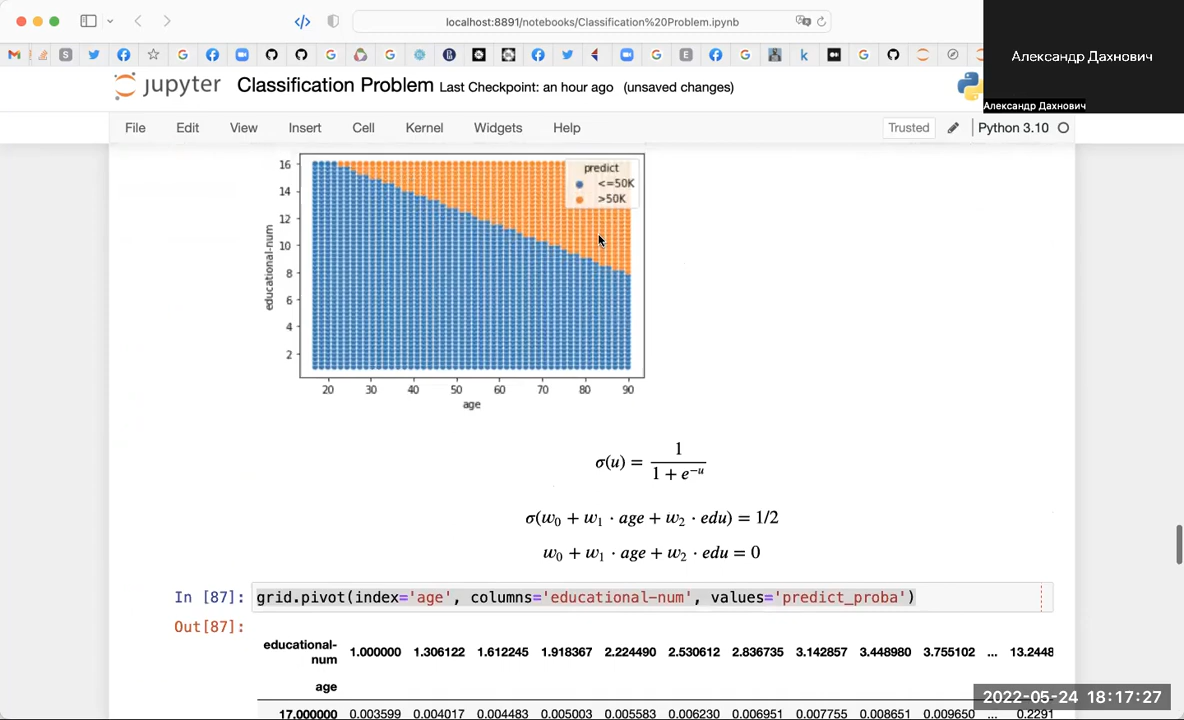 localhost:8891/notebooks/Classification%20Problem.ipynb
Александр Дахнович
Александр Дахнович
jupyter Classification Problem Last Checkpoint: an hour ago (unsaved changes)
File Edit View Insert Cell Kernel Widgets Help Trusted Python 3.10
predict
<=50K
>50K
educational-num
16
14
12
10
8
6
4
2
20 30 40 50 60 70 80 90
age
σ(u) = 1 / (1 + e^{-u})
σ(w₀ + w₁ · age + w₂ · edu) = 1/2
w₀ + w₁ · age + w₂ · edu = 0
In [87]: grid.pivot(index='age', columns='educational-num', values='predict_proba')
Out[87]:
educational-
num 1.000000 1.306122 1.612245 1.918367 2.224490 2.530612 2.836735 3.142857 3.448980 3.755102 ... 13.2448
age
17.000000 0.003599 0.004017 0.004483 0.005003 0.005583 0.006230 0.006951 0.007755 0.008651 0.009650 ... 0.2291
2022-05-24 18:17:27